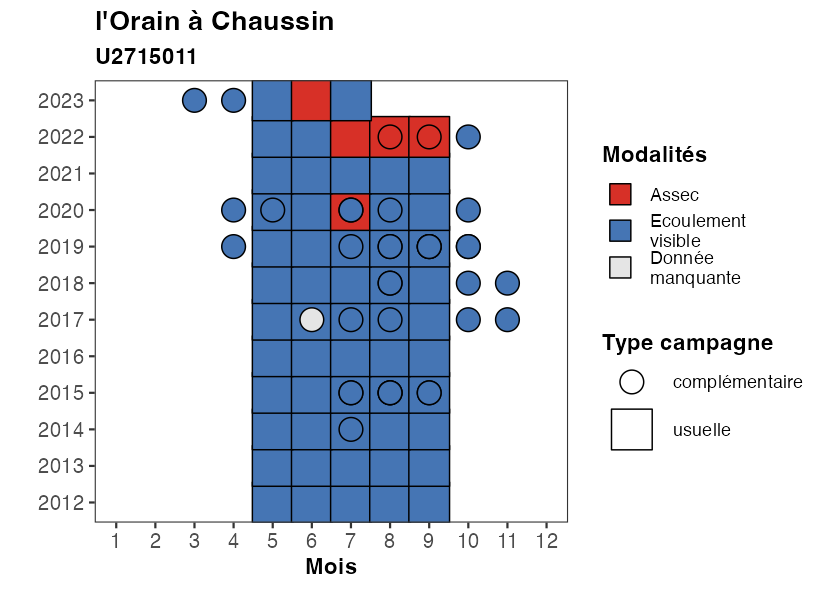 l'Orain à Chaussin
U2715011
2023
2022
2021
2020
2019
2018
2017
2016
2015
2014
2013
2012
1 2 3 4 5 6 7 8 9 10 11 12
Mois
Modalités
Assec
Ecoulement
visible
Donnée
manquante
Type campagne
complémentaire
usuelle